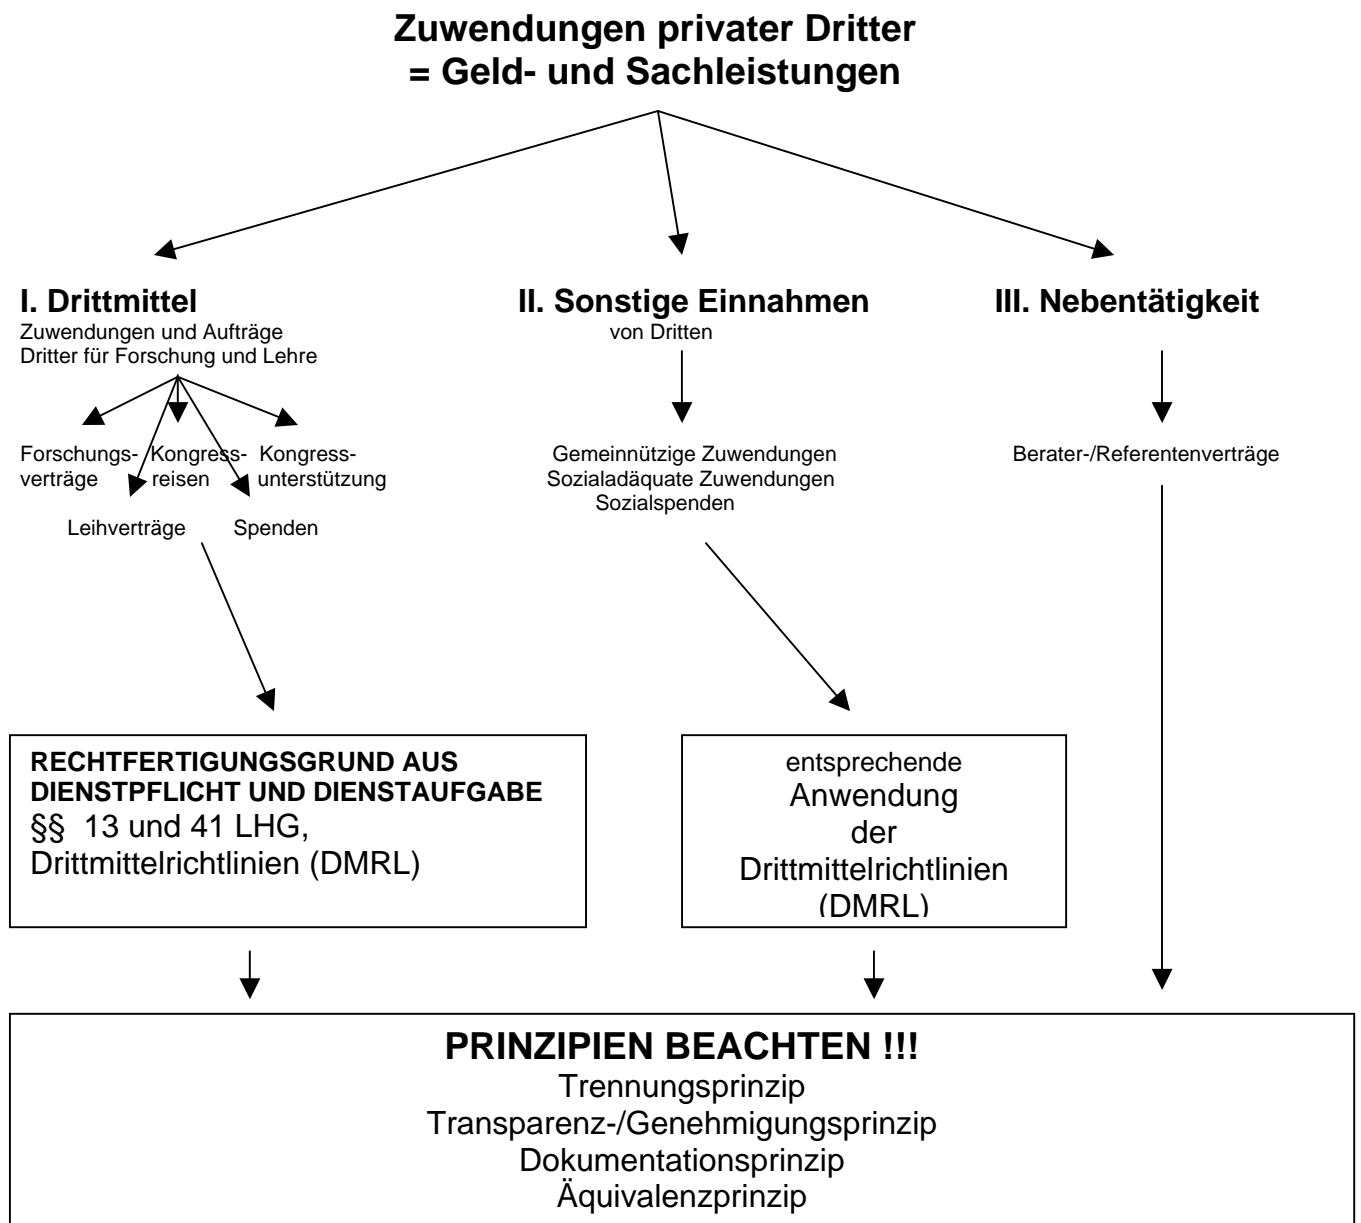 Zuwendungen privater Dritter
= Geld- und Sachleistungen
I. Drittmittel
Zuwendungen und Aufträge
Dritter für Forschung und Lehre
Forschungs-
verträge
Kongress-
reisen
Kongress-
unterstützung
Leihverträge
Spenden
II. Sonstige Einnahmen
von Dritten
Gemeinnützige Zuwendungen
Sozialadäquate Zuwendungen
Sozialspenden
III. Nebentätigkeit
Berater-/Referentenverträge
RECHTFERTIGUNGSGRUND AUS
DIENSTPFLICHT UND DIENSTAUFGABE
§§ 13 und 41 LHG,
Drittmittelrichtlinien (DMRL)
entsprechende
Anwendung
der
Drittmittelrichtlinien
(DMRL)
PRINZIPIEN BEACHTEN !!!
Trennungsprinzip
Transparenz-/Genehmigungsprinzip
Dokumentationsprinzip
Äquivalenzprinzip